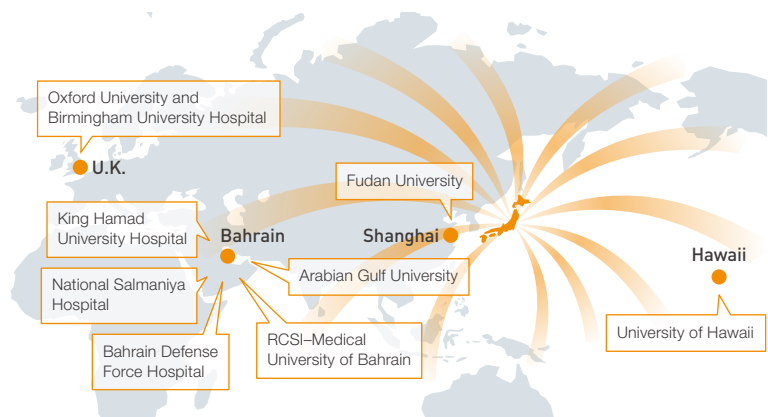 Oxford University and
Birmingham University Hospital
U.K.
Fudan University
King Hamad
University Hospital
Bahrain
Shanghai
Hawaii
National Salmaniya
Hospital
Arabian Gulf University
University of Hawaii
Bahrain Defense
Force Hospital
RCSI–Medical
University of Bahrain